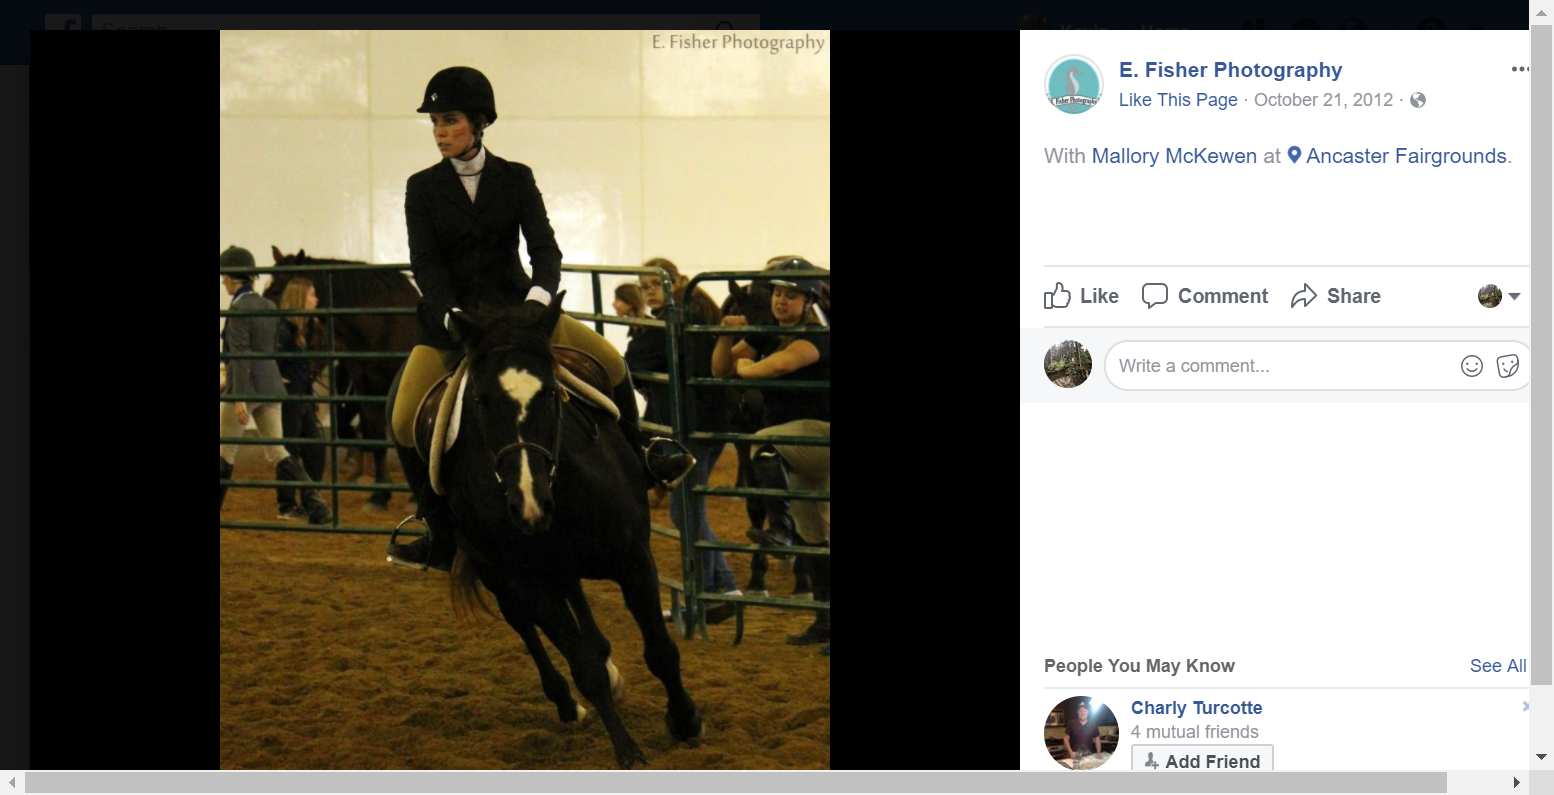 Search
E. Fisher Photography
E. Fisher Photography
Like This Page · October 21, 2012 ·
With Mallory McKewen at Ancaster Fairgrounds.
Like Comment Share
Write a comment...
People You May Know See All
Charly Turcotte
4 mutual friends
Add Friend